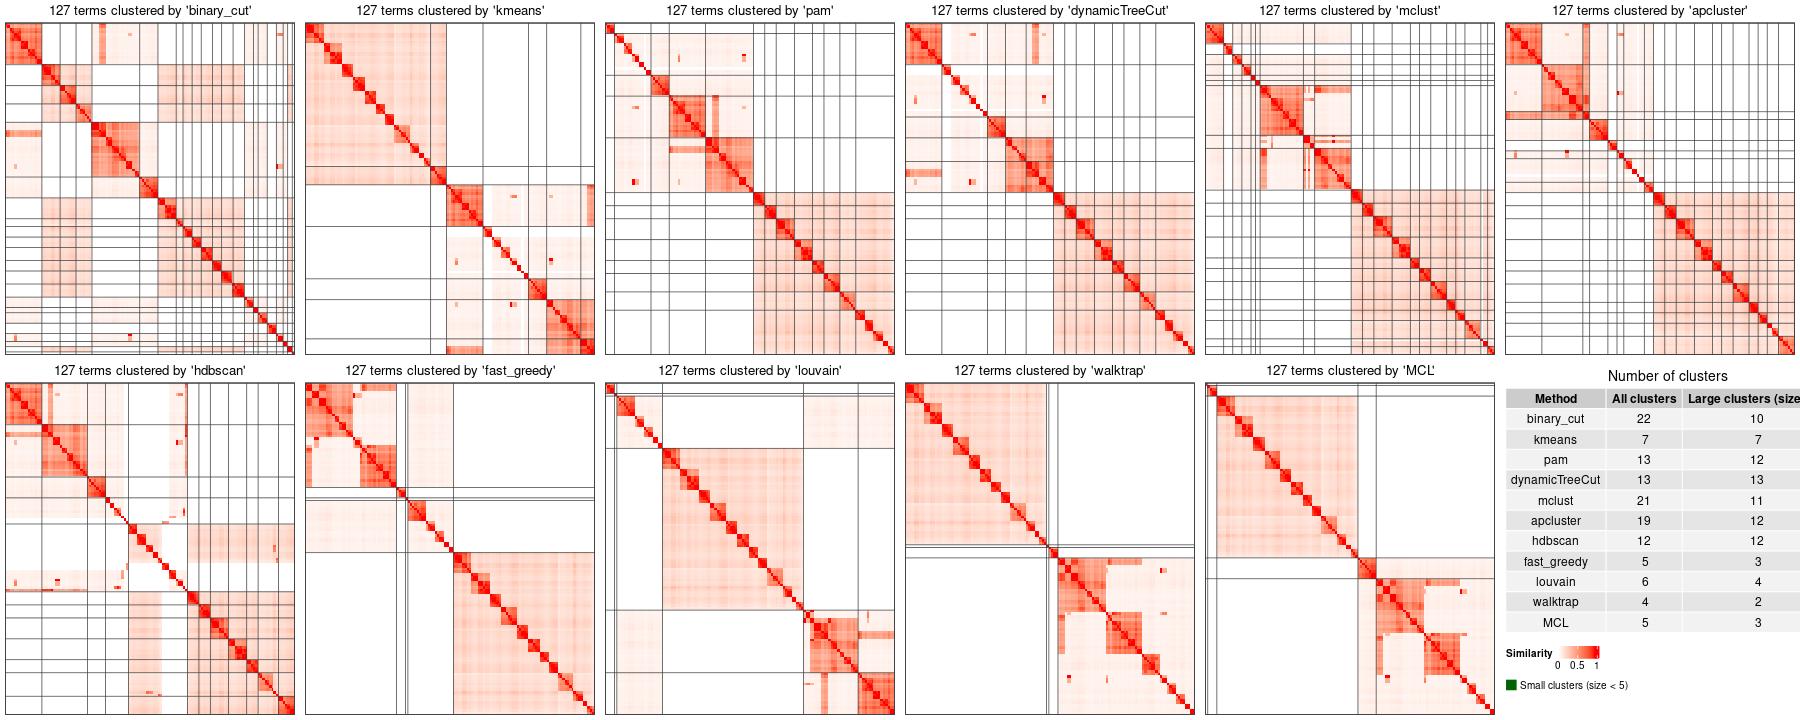 127 terms clustered by 'binary_cut'
127 terms clustered by 'kmeans'
127 terms clustered by 'pam'
127 terms clustered by 'dynamicTreeCut'
127 terms clustered by 'mclust'
127 terms clustered by 'apcluster'
127 terms clustered by 'hdbscan'
127 terms clustered by 'fast_greedy'
127 terms clustered by 'louvain'
127 terms clustered by 'walktrap'
127 terms clustered by 'MCL'
Number of clusters
Method All clusters Large clusters (size
binary_cut 22 10
kmeans 7 7
pam 13 12
dynamicTreeCut 13 13
mclust 21 11
apcluster 19 12
hdbscan 12 12
fast_greedy 5 3
louvain 6 4
walktrap 4 2
MCL 5 3
Similarity
0 0.5 1
Small clusters (size < 5)